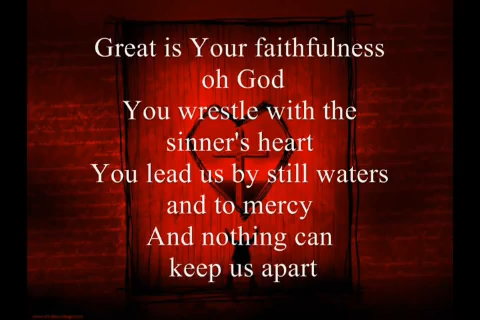 Great is Your faithfulness
oh God
You wrestle with the
sinner's heart
You lead us by still waters
and to mercy
And nothing can
keep us apart